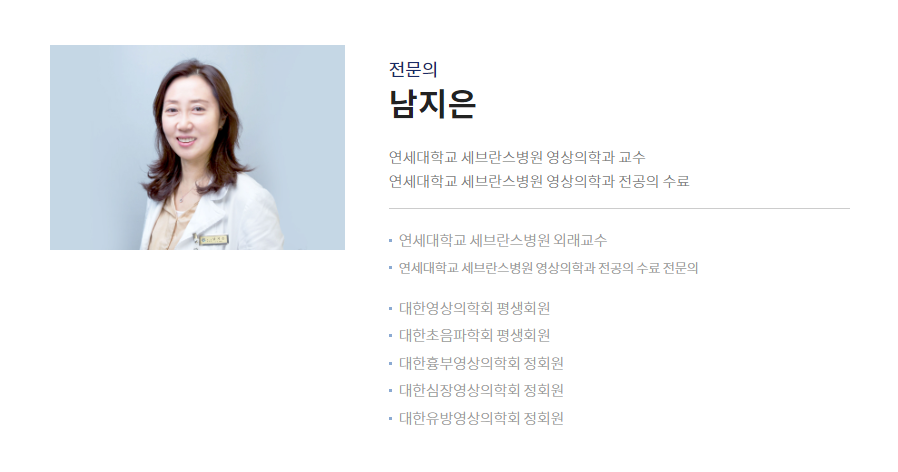 전문의
남지은
연세대학교 세브란스병원 영상의학과 교수
연세대학교 세브란스병원 영상의학과 전공의 수료
연세대학교 세브란스병원 외래교수
연세대학교 세브란스병원 영상의학과 전공의 수료 전문의
대한영상의학회 평생회원
대한초음파학회 평생회원
대한흉부영상의학회 정회원
대한심장영상의학회 정회원
대한유방영상의학회 정회원